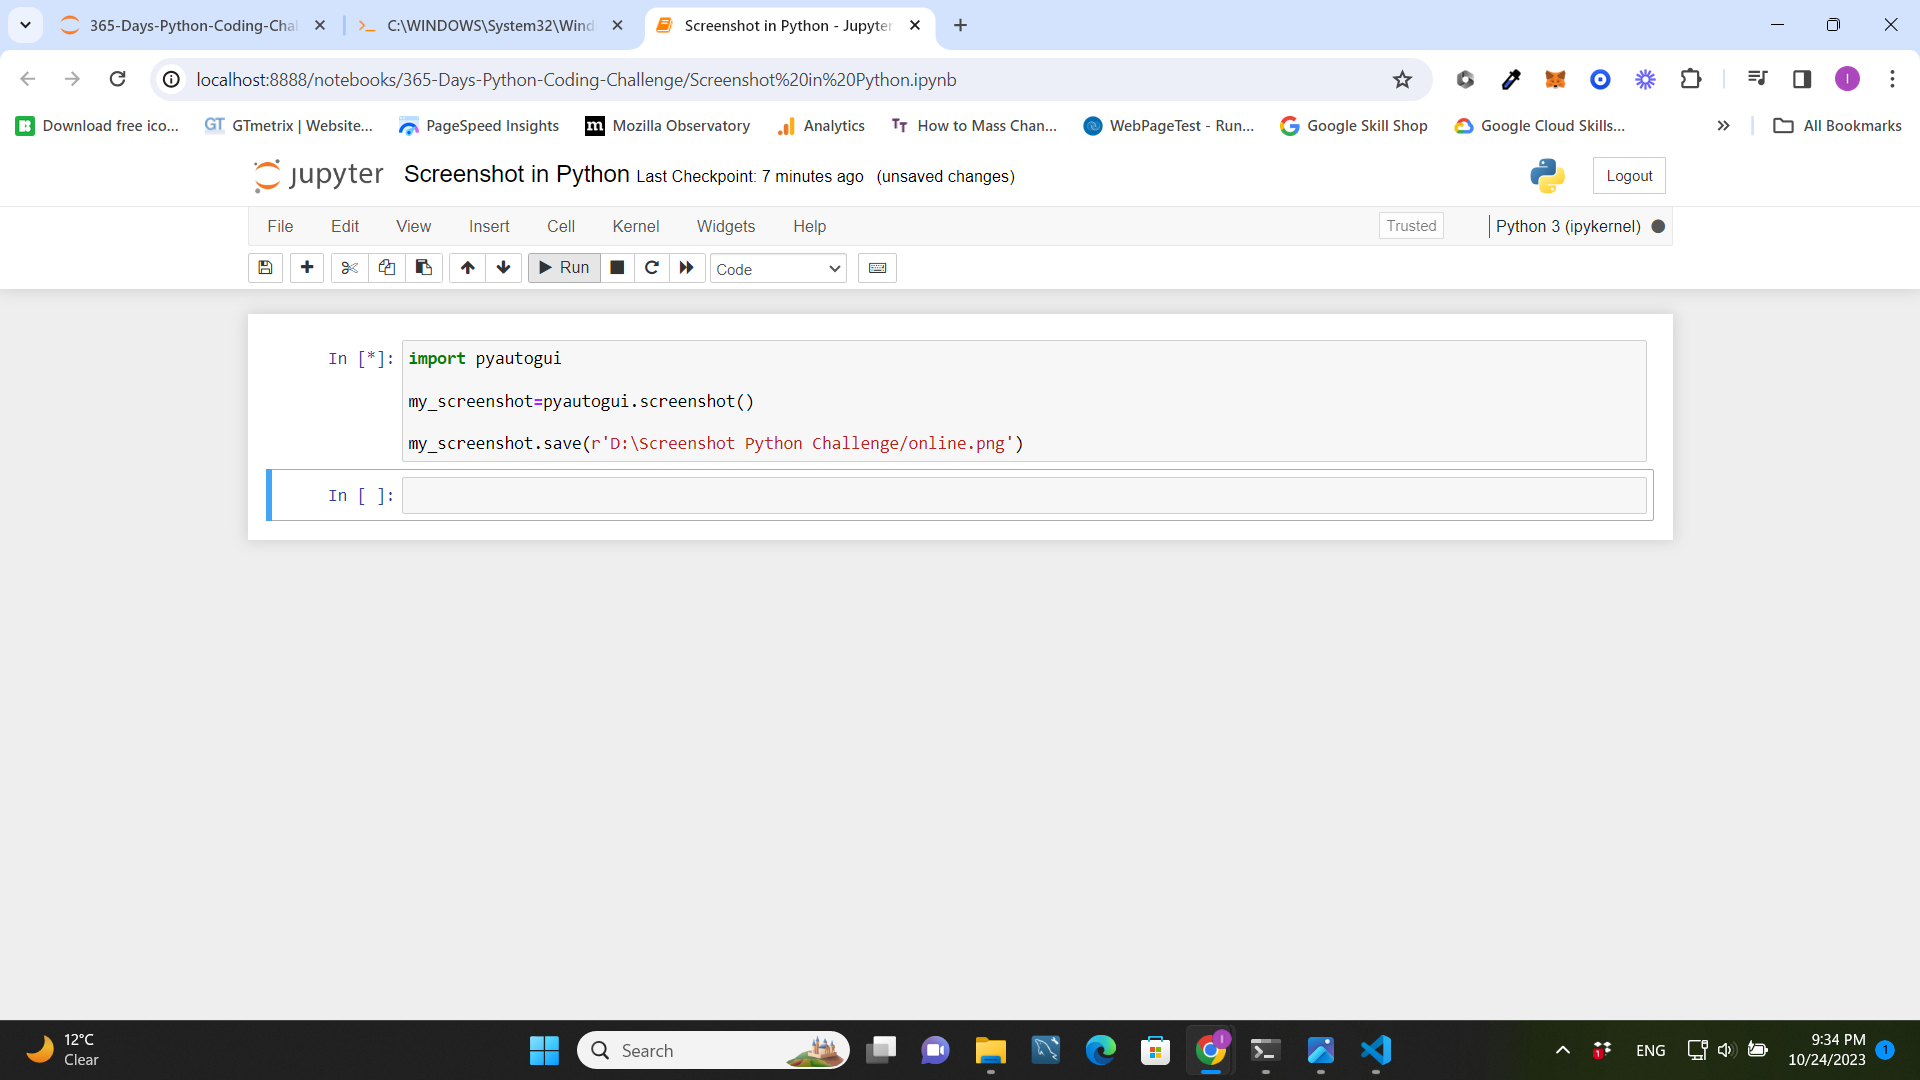 365-Days-Python-Coding-Chal
C:\WINDOWS\System32\Wind
Screenshot in Python - Jupyter
localhost:8888/notebooks/365-Days-Python-Coding-Challenge/Screenshot%20in%20Python.ipynb
Download free ico...
GT GTmetrix | Website...
PageSpeed Insights
m Mozilla Observatory
Analytics
TT How to Mass Chan...
WebPageTest - Run...
Google Skill Shop
Google Cloud Skills...
All Bookmarks
jupyter Screenshot in Python Last Checkpoint: 7 minutes ago (unsaved changes)
Logout
File Edit View Insert Cell Kernel Widgets Help
Trusted Python 3 (ipykernel)
Run Code
In [*]: import pyautogui
my_screenshot=pyautogui.screenshot()
my_screenshot.save(r'D:\Screenshot Python Challenge/online.png')
In [ ]:
12°C
Clear
Search
ENG
9:34 PM
10/24/2023
1